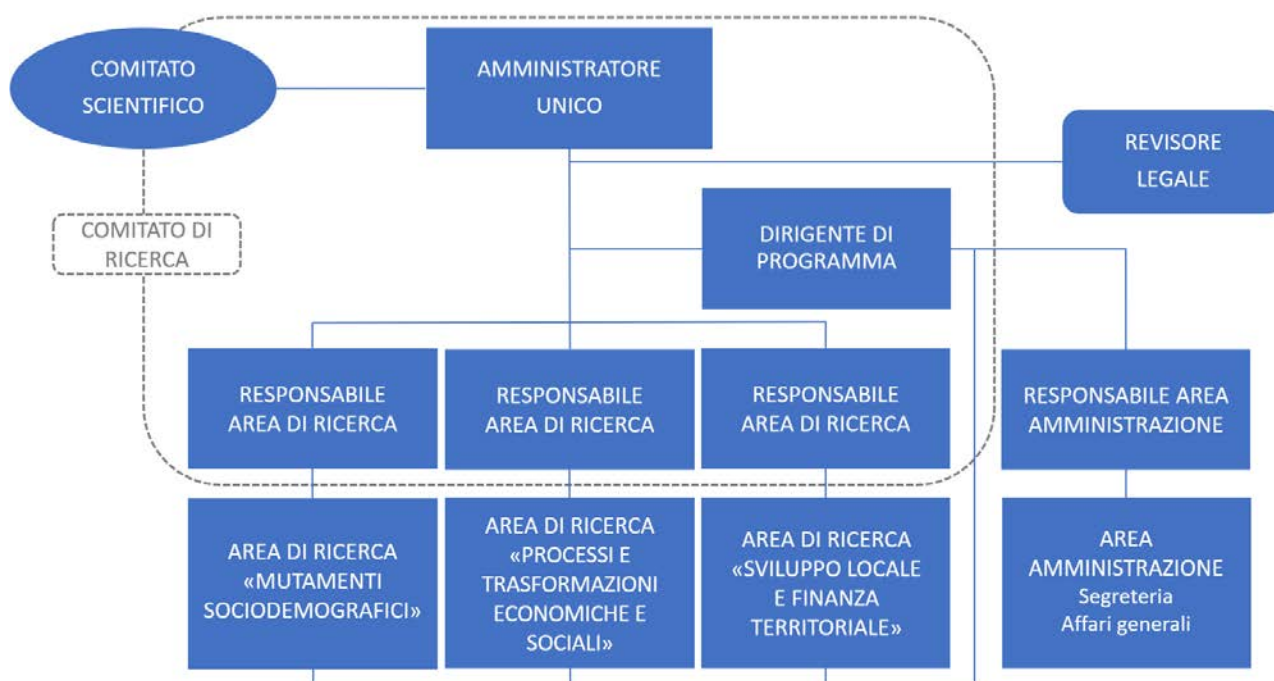 COMITATO
SCIENTIFICO
AMMINISTRATORE
UNICO
REVISORE
LEGALE
COMITATO DI
RICERCA
DIRIGENTE DI
PROGRAMMA
RESPONSABILE
AREA DI RICERCA
RESPONSABILE
AREA DI RICERCA
RESPONSABILE
AREA DI RICERCA
RESPONSABILE AREA
AMMINISTRAZIONE
AREA DI RICERCA
«MUTAMENTI
SOCIODEMOGRAFICI»
AREA DI RICERCA
«PROCESSI E
TRASFORMAZIONI
ECONOMICHE E
SOCIALI»
AREA DI RICERCA
«SVILUPPO LOCALE
E FINANZA
TERRITORIALE»
AREA
AMMINISTRAZIONE
Segreteria
Affari generali